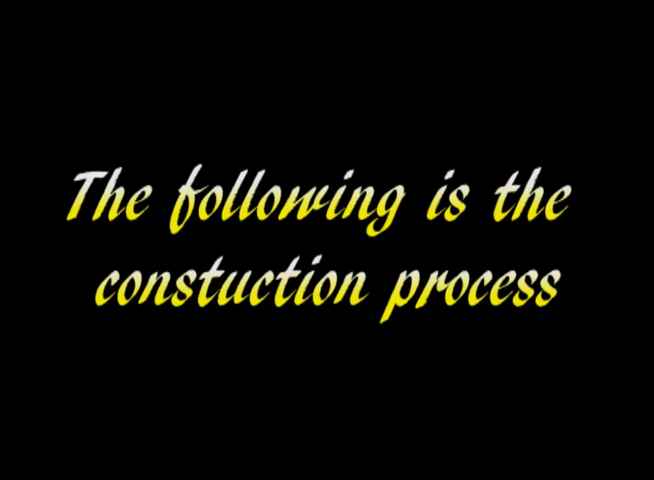 The following is the
constuction process